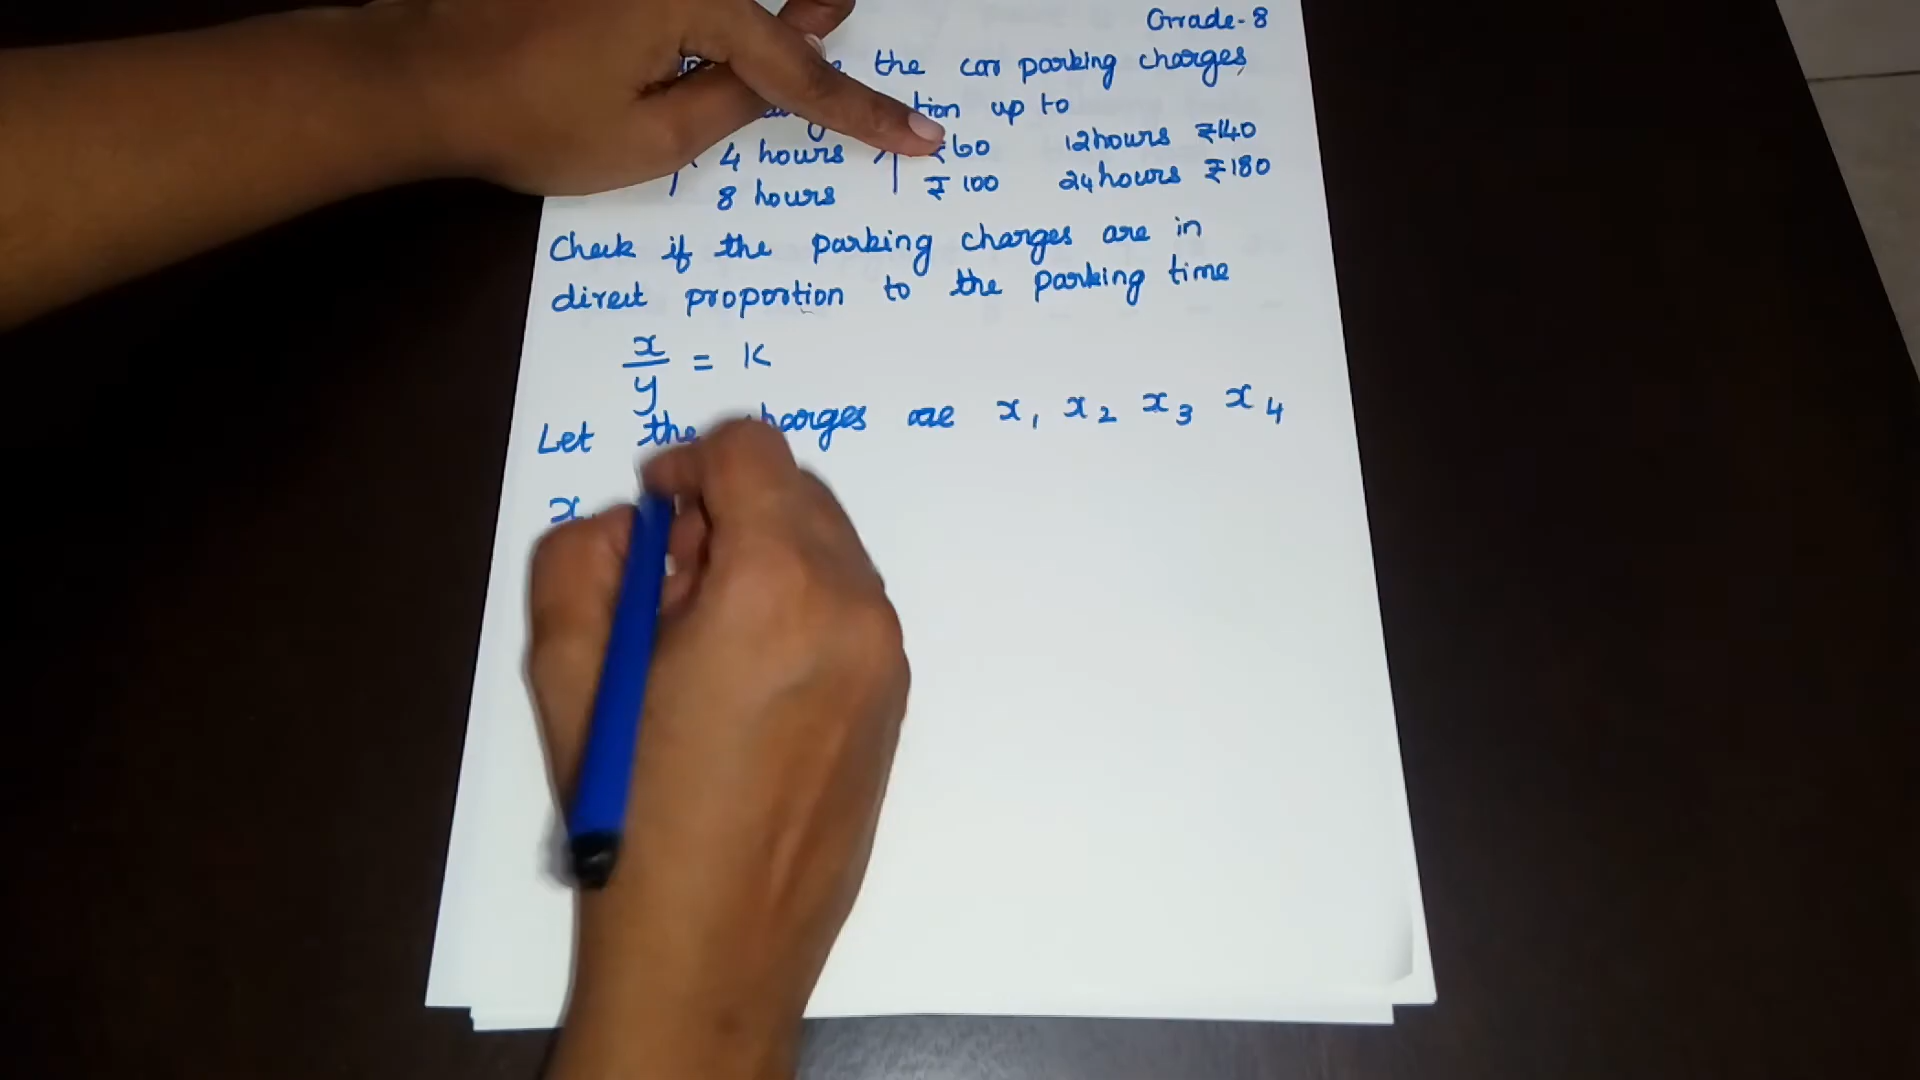 Grade-8
the car parking charges,
up to
4 hours ₹60 12hours ₹140
8 hours ₹100 24hours ₹180
Check if the parking charges are in
direct proportion to the parking time
x/y = K
Let the are x1 x2 x3 x4
x